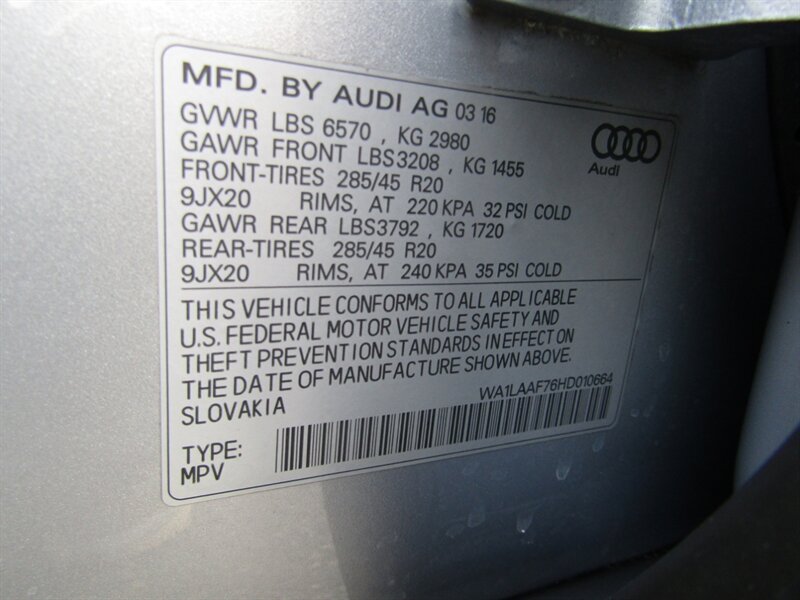 MFD. BY AUDI AG 03 16
GVWR LBS 6570 , KG 2980
GAWR FRONT LBS3208 , KG 1455
FRONT-TIRES 285/45 R20
9JX20 RIMS, AT 220 KPA 32 PSI COLD
GAWR REAR LBS3792 , KG 1720
REAR-TIRES 285/45 R20
9JX20 RIMS, AT 240 KPA 35 PSI COLD
Audi
THIS VEHICLE CONFORMS TO ALL APPLICABLE
U.S. FEDERAL MOTOR VEHICLE SAFETY AND
THEFT PREVENTION STANDARDS IN EFFECT ON
THE DATE OF MANUFACTURE SHOWN ABOVE.
SLOVAKIA
WA1LAAF76HD010664
TYPE:
MPV